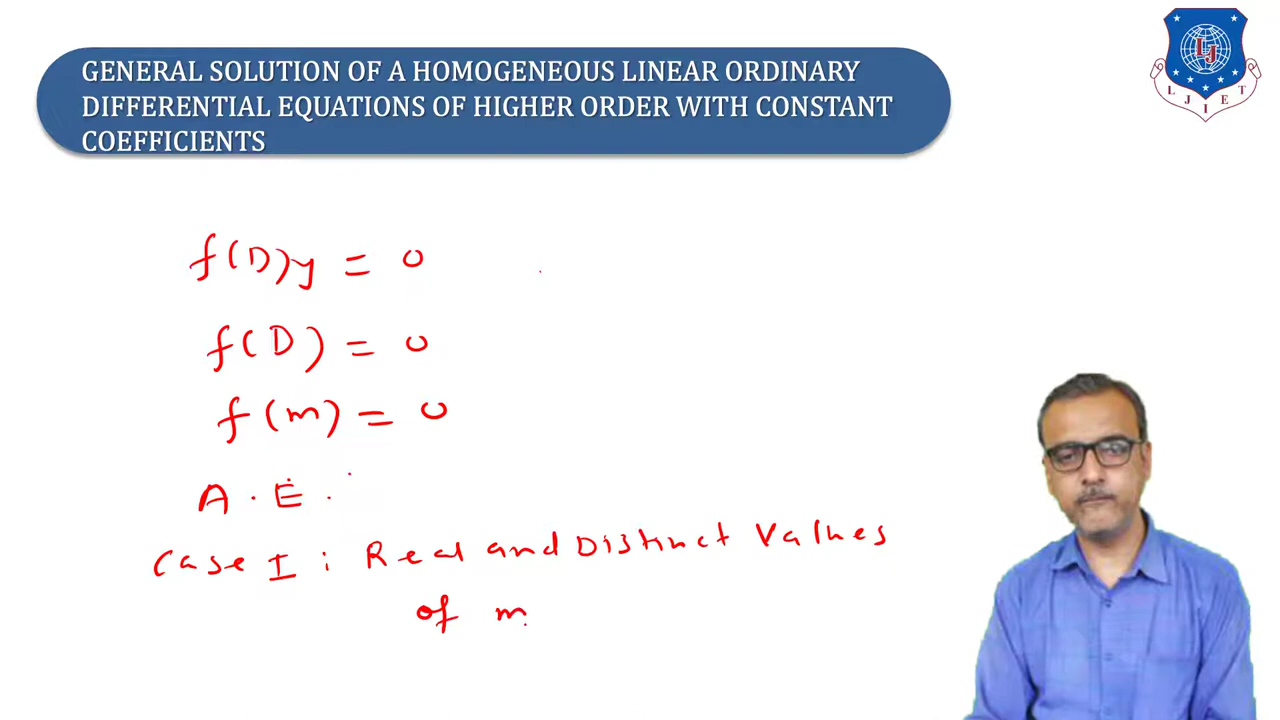 GENERAL SOLUTION OF A HOMOGENEOUS LINEAR ORDINARY
DIFFERENTIAL EQUATIONS OF HIGHER ORDER WITH CONSTANT
COEFFICIENTS
LJ
L J I E T
f(D)y = 0
f(D) = 0
f(m) = 0
A.E.
Case I : Real and Distinct Values
of m